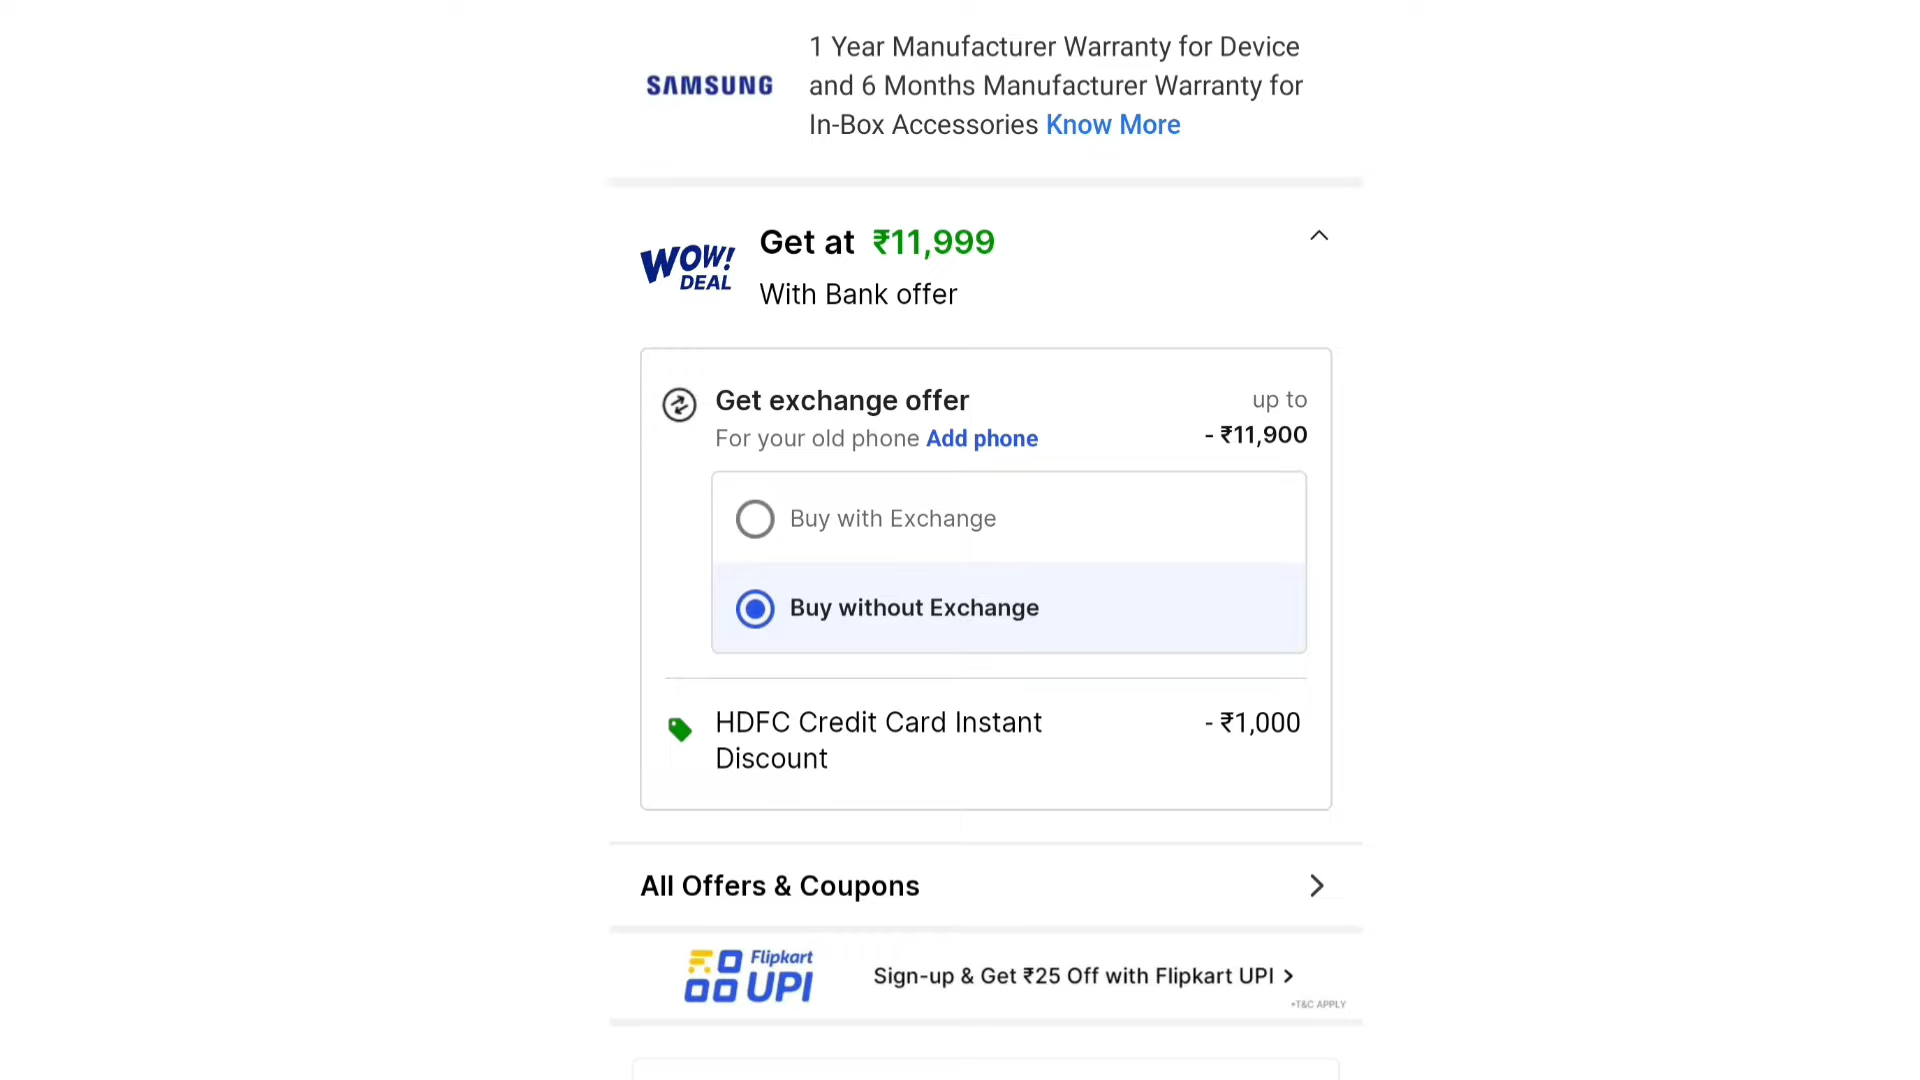 1 Year Manufacturer Warranty for Device
SAMSUNG
and 6 Months Manufacturer Warranty for
In-Box Accessories Know More
WOW!
DEAL
Get at ₹11,999
With Bank offer
Get exchange offer
up to
For your old phone Add phone
- ₹11,900
Buy with Exchange
Buy without Exchange
HDFC Credit Card Instant
Discount
- ₹1,000
All Offers & Coupons
Flipkart
UPI
Sign-up & Get ₹25 Off with Flipkart UPI >
*T&C APPLY